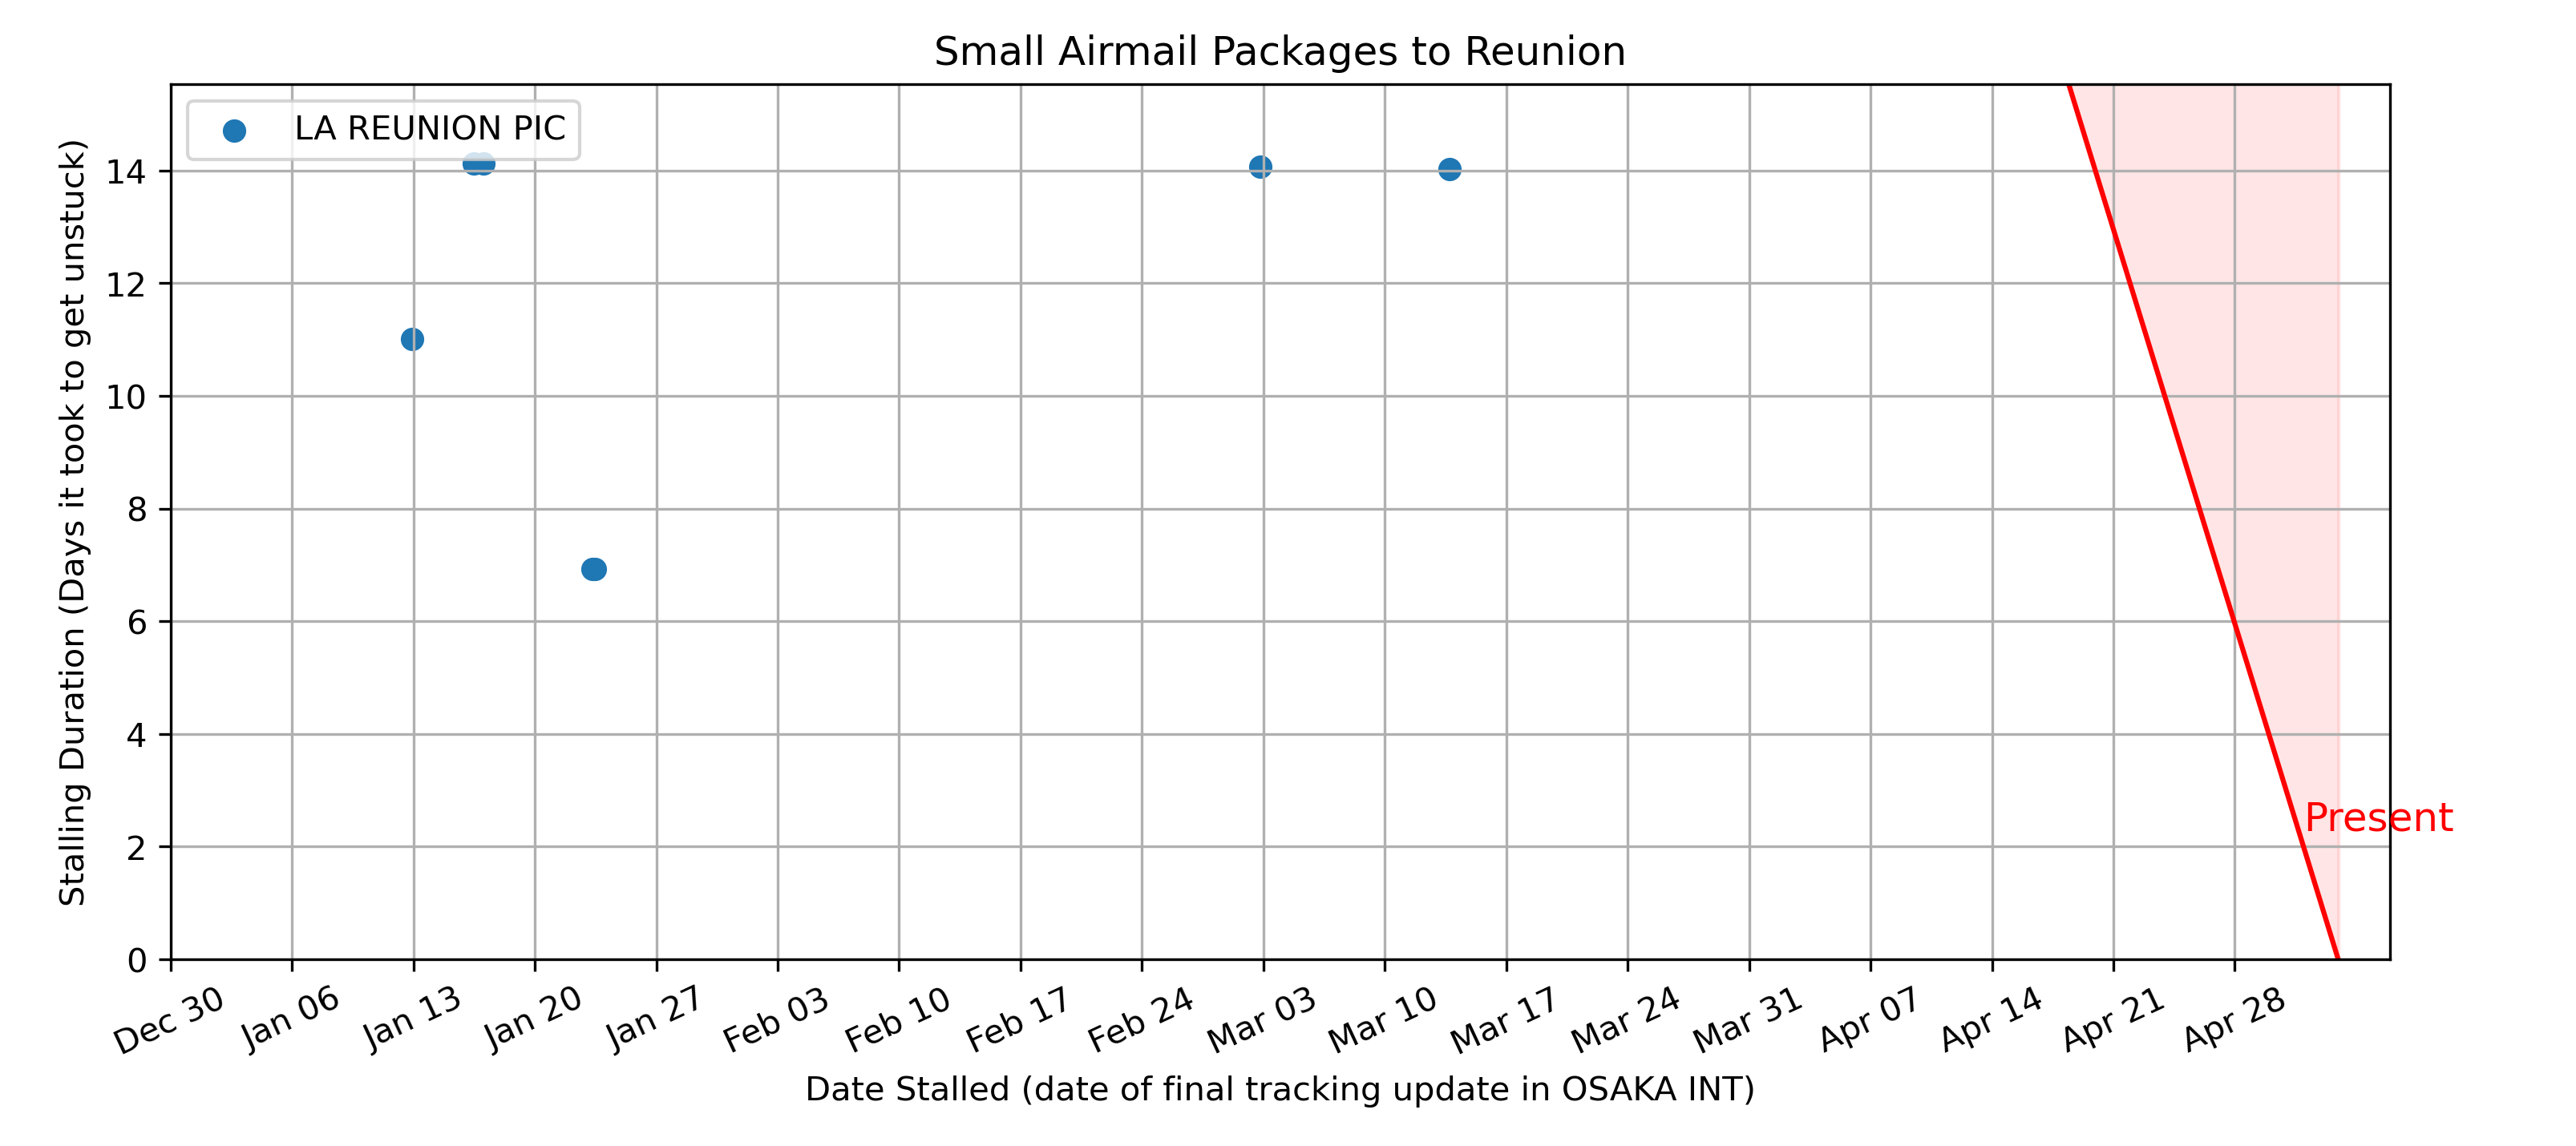 Small Airmail Packages to Reunion
LA REUNION PIC
Stalling Duration (Days it took to get unstuck)
14
12
10
8
6
4
2
0
Present
Dec 30
Jan 06
Jan 13
Jan 20
Jan 27
Feb 03
Feb 10
Feb 17
Feb 24
Mar 03
Mar 10
Mar 17
Mar 24
Mar 31
Apr 07
Apr 14
Apr 21
Apr 28
Date Stalled (date of final tracking update in OSAKA INT)